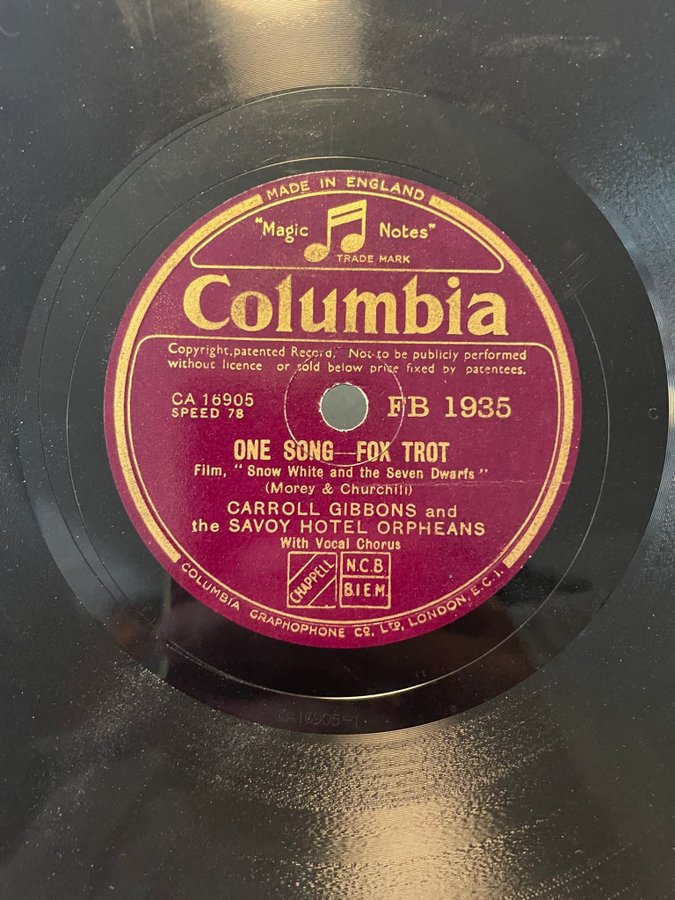 MADE IN ENGLAND
"Magic Notes"
TRADE MARK
Columbia
Copyright, patented Record. Not to be publicly performed
without licence or sold below price fixed by patentees.
CA 16905
SPEED 78
FB 1935
ONE SONG—FOX TROT
Film, "Snow White and the Seven Dwarfs"
(Morey & Churchill)
CARROLL GIBBONS and
the SAVOY HOTEL ORPHEANS
With Vocal Chorus
CHAPPELL
N.C.B.
B.I.E.M.
COLUMBIA GRAPHOPHONE Co. LTD, LONDON, E.C.1.
CA16905-1